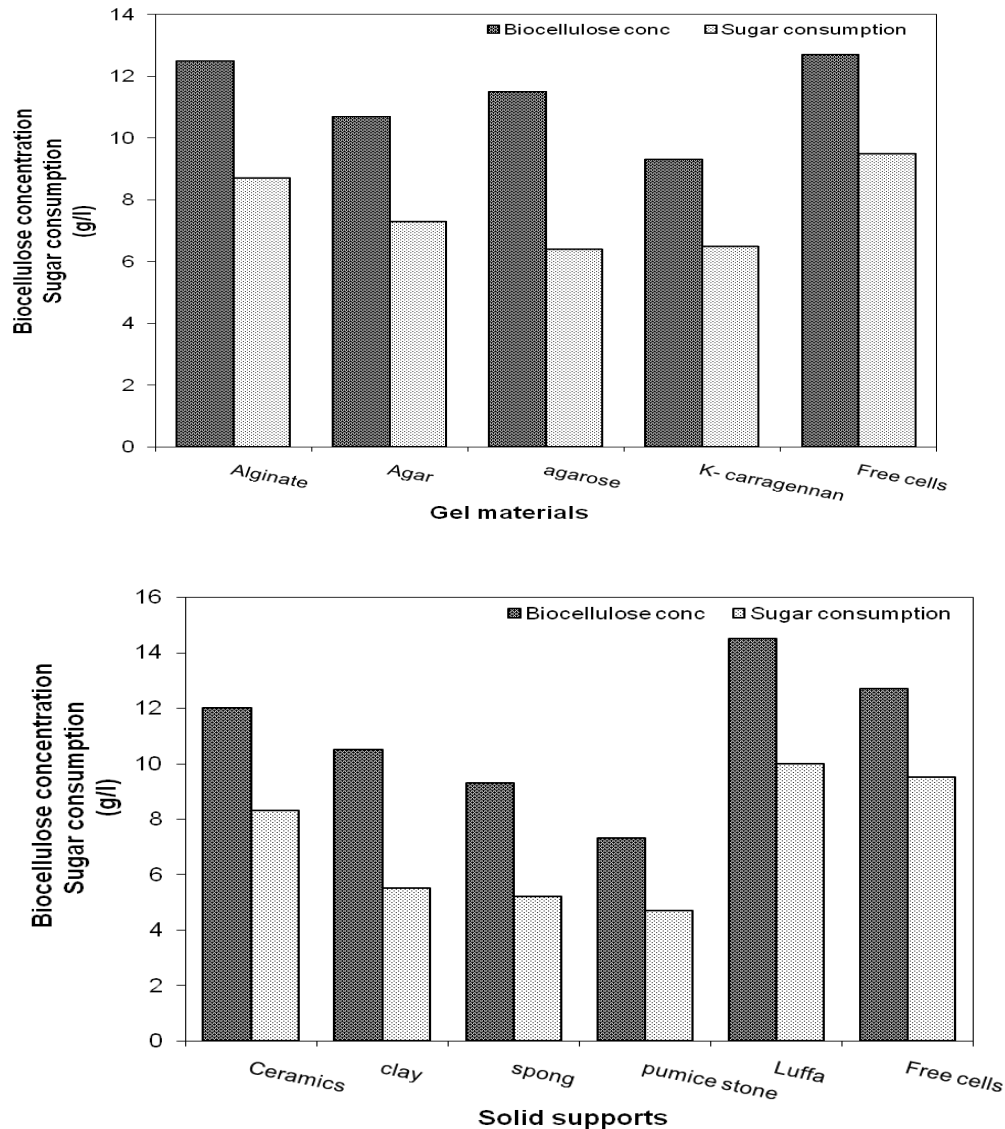 14
12
10
8
6
4
2
0
Biocellulose conc Sugar consumption
Biocellulose concentration
Sugar consumption
(g/l)
Alginate Agar agarose K- carragennan Free cells
Gel materials
16
14
12
10
8
6
4
2
0
Biocellulose conc Sugar consumption
Biocellulose concentration
Sugar consumption
(g/l)
Ceramics clay spong pumice stone Luffa Free cells
Solid supports